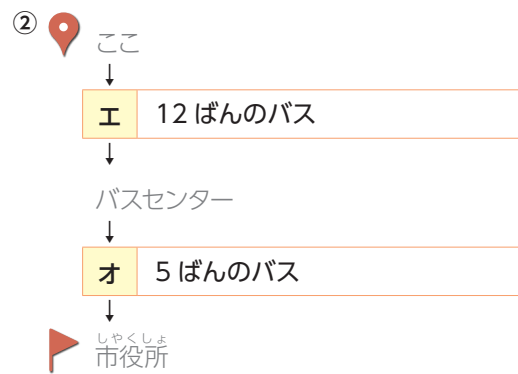 ② ここ
エ 12ばんのバス
バスセンター
オ 5ばんのバス
しやくしょ
市役所